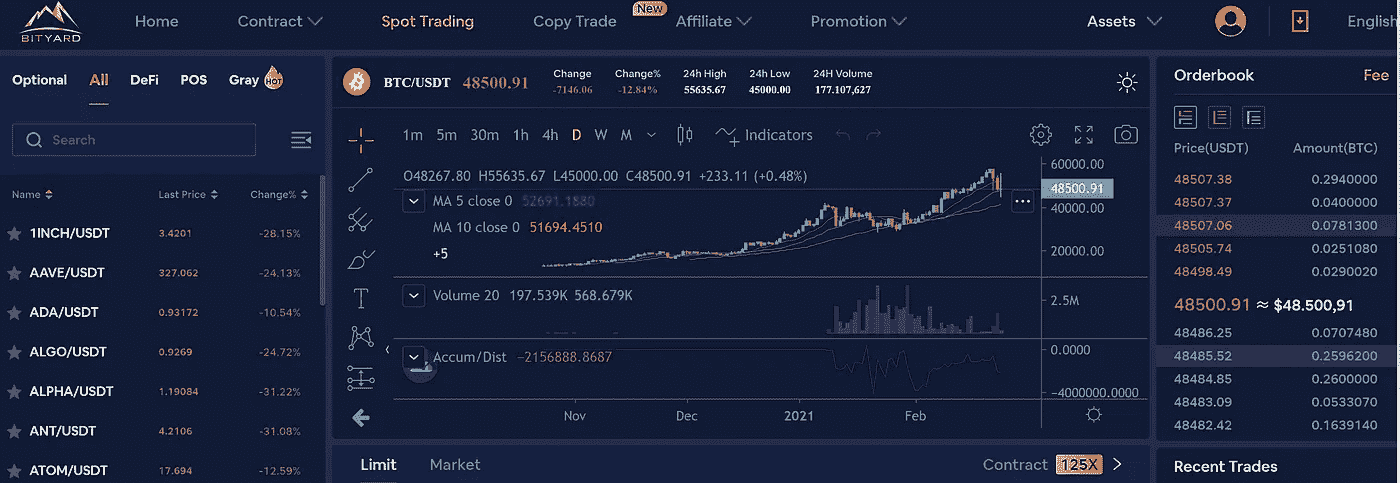 BITYARD
Home Contract Spot Trading Copy Trade New Affiliate Promotion Assets English
Optional All DeFi POS Gray HOT
Search
Name Last Price Change%
1INCH/USDT 3.4201 -28.15%
AAVE/USDT 327.062 -24.13%
ADA/USDT 0.93172 -10.54%
ALGO/USDT 0.9269 -24.72%
ALPHA/USDT 1.19084 -31.22%
ANT/USDT 4.2106 -31.08%
ATOM/USDT 17.694 -12.59%
BTC/USDT 48500.91
Change Change% 24h High 24h Low 24H Volume
-7146.06 -12.84% 55635.67 45000.00 177.107,627
1m 5m 30m 1h 4h D W M Indicators
O48267.80 H55635.67 L45000.00 C48500.91 +233.11 (+0.48%)
MA 5 close 0 52691.1880
MA 10 close 0 51694.4510
+5
60000.00
48500.91
40000.00
20000.00
Volume 20 197.539K 568.679K
2.5M
Accum/Dist −2156888.8687
0.0000
-4000000.0000
Nov Dec 2021 Feb
Limit Market Contract 125X
Orderbook Fee
Price(USDT) Amount(BTC)
48507.38 0.2940000
48507.37 0.0400000
48507.06 0.0781300
48505.74 0.0251080
48498.49 0.0290020
48500.91 ≈ $48.500,91
48486.25 0.0707480
48485.52 0.2596200
48484.85 0.2600000
48483.09 0.0533070
48482.42 0.1639140
Recent Trades